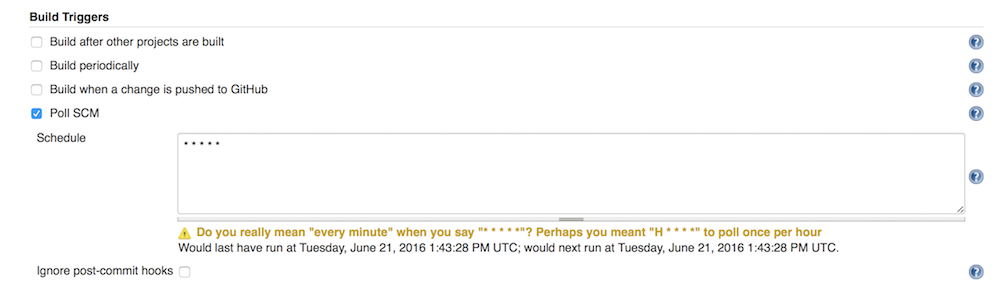 Build Triggers
Build after other projects are built
Build periodically
Build when a change is pushed to GitHub
Poll SCM
Schedule
* * * * *
Do you really mean "every minute" when you say "* * * * *"? Perhaps you meant "H * * * *" to poll once per hour
Would last have run at Tuesday, June 21, 2016 1:43:28 PM UTC; would next run at Tuesday, June 21, 2016 1:43:28 PM UTC.
Ignore post-commit hooks